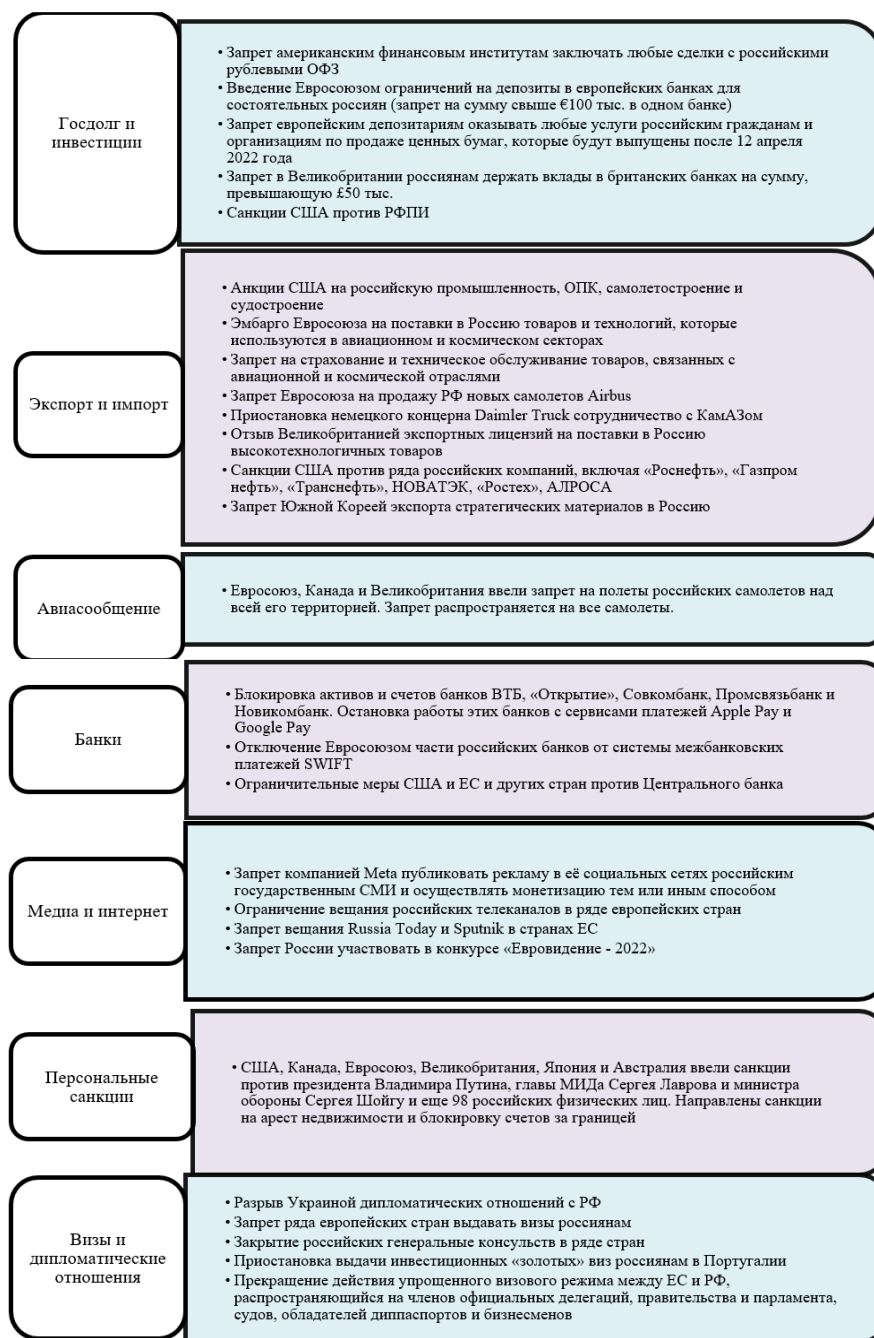 Госдолг и
инвестиции
• Запрет американским финансовым институтам заключать любые сделки с российскими
рублевыми ОФЗ
• Введение Евросоюзом ограничений на депозиты в европейских банках для
состоятельных россиян (запрет на сумму свыше €100 тыс. в одном банке)
• Запрет европейским депозитариям оказывать любые услуги российским гражданам и
организациям по продаже ценных бумаг, которые будут выпущены после 12 апреля
2022 года
• Запрет в Великобритании россиянам держать вклады в британских банках на сумму,
превышающую £50 тыс.
• Санкции США против РФПИ
Экспорт и импорт
• Анкции США на российскую промышленность, ОПК, самолетостроение и
судостроение
• Эмбарго Евросоюза на поставки в Россию товаров и технологий, которые
используются в авиационном и космическом секторах
• Запрет на страхование и техническое обслуживание товаров, связанных с
авиационной и космической отраслями
• Запрет Евросоюза на продажу РФ новых самолетов Airbus
• Приостановка немецкого концерна Daimler Truck сотрудничество с КамАЗом
• Отзыв Великобританией экспортных лицензий на поставки в Россию
высокотехнологичных товаров
• Санкции США против ряда российских компаний, включая «Роснефть», «Газпром
нефть», «Транснефть», НОВАТЭК, «Ростех», АЛРОСА
• Запрет Южной Кореей экспорта стратегических материалов в Россию
Авиасообщение
• Евросоюз, Канада и Великобритания ввели запрет на полеты российских самолетов над
всей его территорией. Запрет распространяется на все самолеты.
Банки
• Блокировка активов и счетов банков ВТБ, «Открытие», Совкомбанк, Промсвязьбанк и
Новикомбанк. Остановка работы этих банков с сервисами платежей Apple Pay и
Google Pay
• Отключение Евросоюзом части российских банков от системы межбанковских
платежей SWIFT
• Ограничительные меры США и ЕС и других стран против Центрального банка
Медиа и интернет
• Запрет компанией Meta публиковать рекламу в её социальных сетях российским
государственным СМИ и осуществлять монетизацию тем или иным способом
• Ограничение вещания российских телеканалов в ряде европейских стран
• Запрет вещания Russia Today и Sputnik в странах ЕС
• Запрет России участвовать в конкурсе «Евровидение - 2022»
Персональные
санкции
• США, Канада, Евросоюз, Великобритания, Япония и Австралия ввели санкции
против президента Владимира Путина, главы МИДа Сергея Лаврова и министра
обороны Сергея Шойгу и еще 98 российских физических лиц. Направлены санкции
на арест недвижимости и блокировку счетов за границей
Визы и
дипломатические
отношения
• Разрыв Украиной дипломатических отношений с РФ
• Запрет ряда европейских стран выдавать визы россиянам
• Закрытие российских генеральные консульств в ряде стран
• Приостановка выдачи инвестиционных «золотых» виз россиянам в Португалии
• Прекращение действия упрощенного визового режима между ЕС и РФ,
распространяющийся на членов официальных делегаций, правительства и парламента,
судов, обладателей диппаспортов и бизнесменов